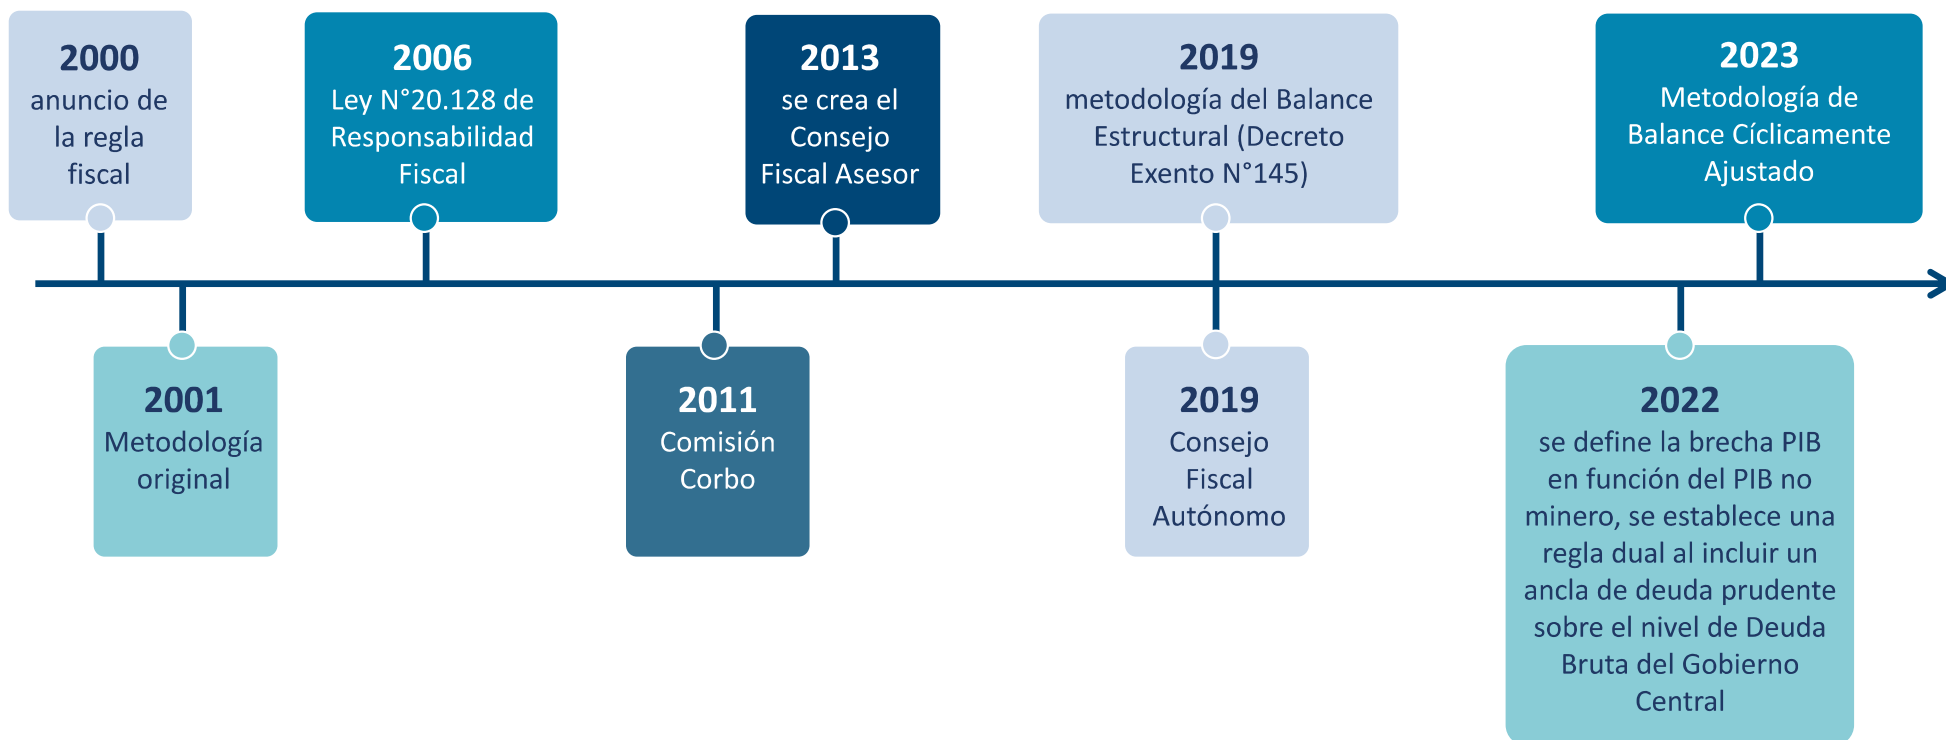 2000
anuncio de
la regla
fiscal
2006
Ley N°20.128 de
Responsabilidad
Fiscal
2013
se crea el
Consejo
Fiscal Asesor
2019
metodología del Balance
Estructural (Decreto
Exento N°145)
2023
Metodología de
Balance Cíclicamente
Ajustado
2001
Metodología
original
2011
Comisión
Corbo
2019
Consejo
Fiscal
Autónomo
2022
se define la brecha PIB
en función del PIB no
minero, se establece una
regla dual al incluir un
ancla de deuda prudente
sobre el nivel de Deuda
Bruta del Gobierno
Central